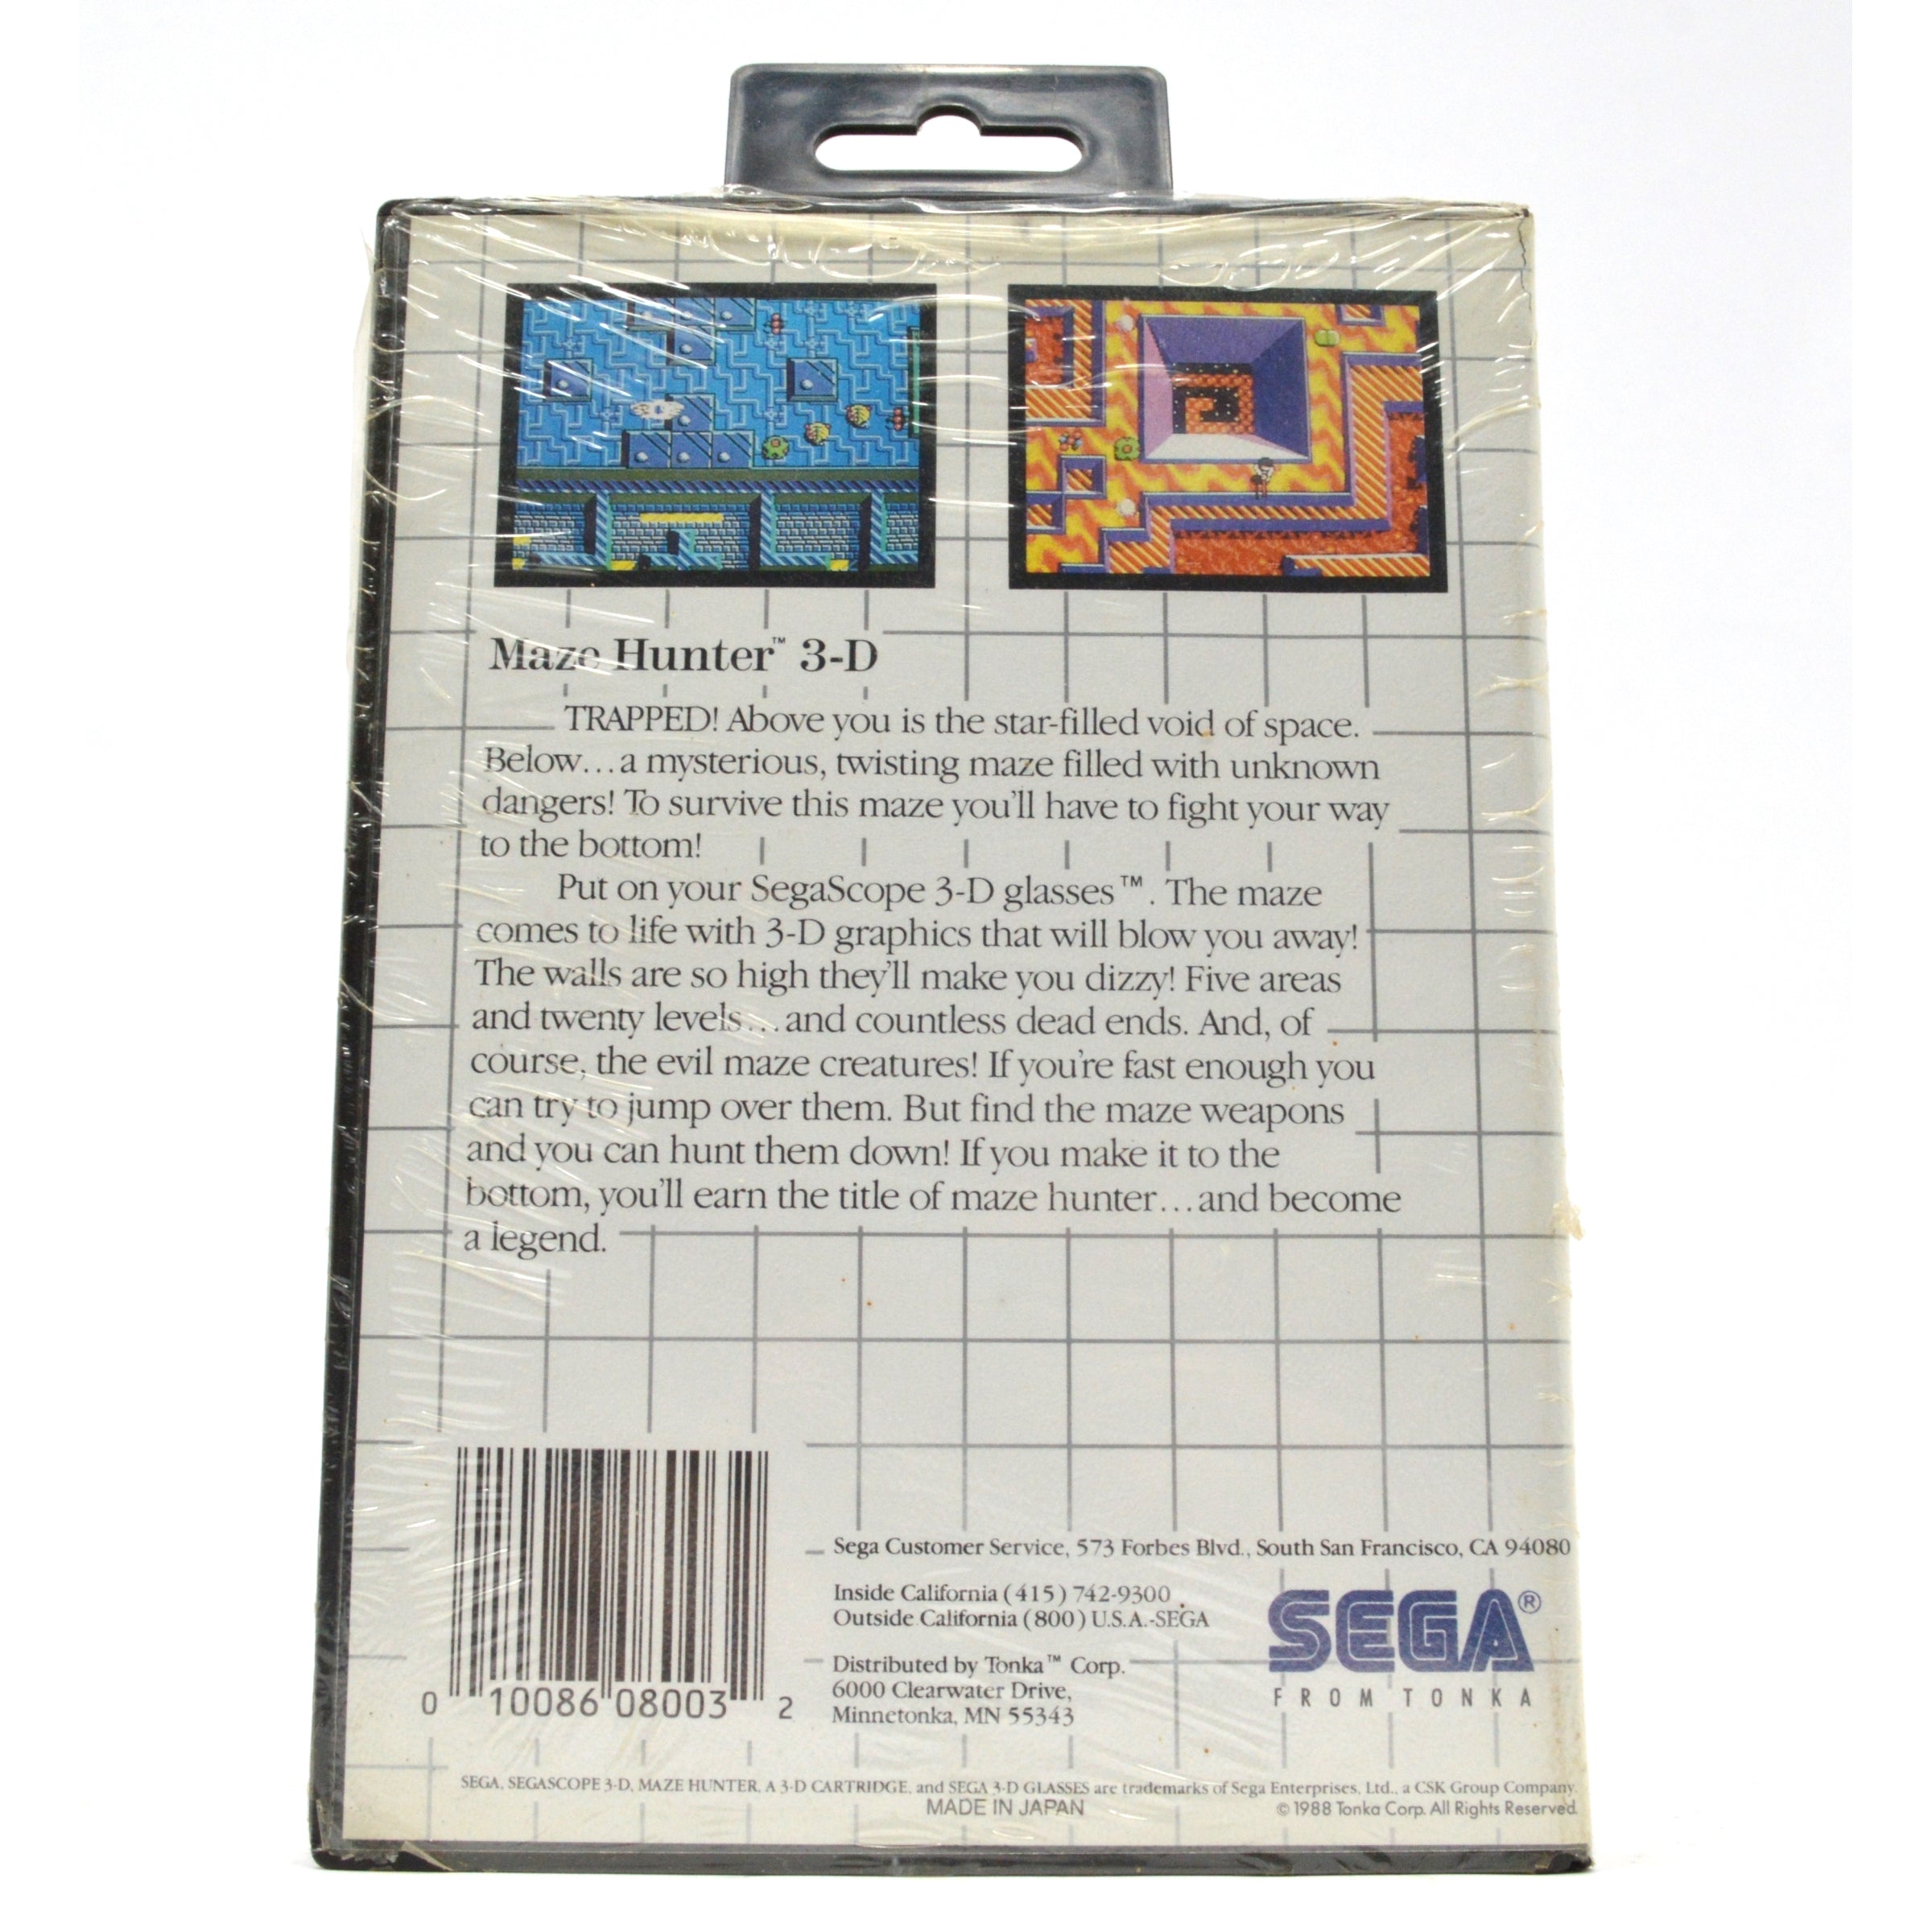 Maze Hunter™ 3-D
TRAPPED! Above you is the star-filled void of space.
Below...a mysterious, twisting maze filled with unknown
dangers! To survive this maze you'll have to fight your way
to the bottom!
Put on your SegaScope 3-D glasses™. The maze
comes to life with 3-D graphics that will blow you away!
The walls are so high they'll make you dizzy! Five areas
and twenty levels...and countless dead ends. And, of
course, the evil maze creatures! If you're fast enough you
can try to jump over them. But find the maze weapons
and you can hunt them down! If you make it to the
bottom, you'll earn the title of maze hunter...and become
a legend.
Sega Customer Service, 573 Forbes Blvd., South San Francisco, CA 94080
Inside California (415) 742-9300
Outside California (800) U.S.A.-SEGA
Distributed by Tonka™ Corp.
6000 Clearwater Drive,
Minnetonka, MN 55343
SEGA®
FROM TONKA
0 10086 08003 2
SEGA, SEGASCOPE 3-D, MAZE HUNTER, A 3-D CARTRIDGE, and SEGA 3-D GLASSES are trademarks of Sega Enterprises, Ltd., a CSK Group Company.
MADE IN JAPAN
© 1988 Tonka Corp. All Rights Reserved.